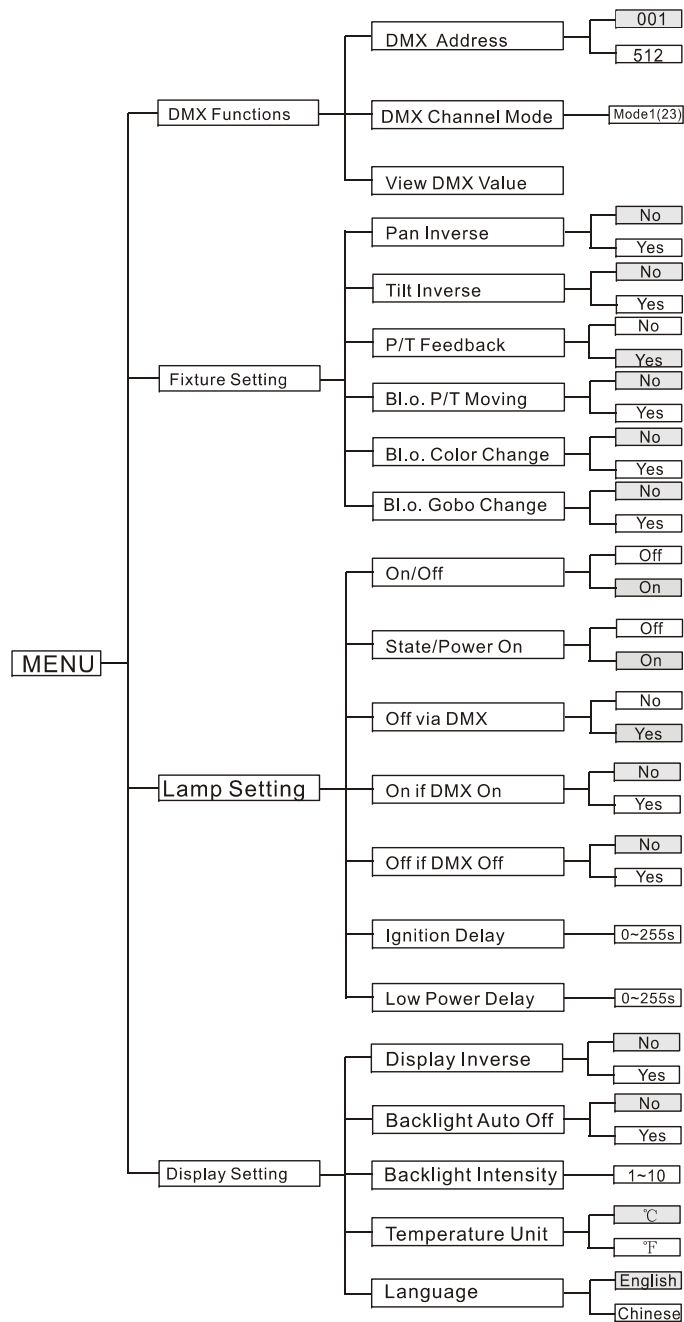 MENU
DMX Functions
DMX Address
001
512
DMX Channel Mode
Mode1(23)
View DMX Value
Fixture Setting
Pan Inverse
No
Yes
Tilt Inverse
No
Yes
P/T Feedback
No
Yes
Bl.o. P/T Moving
No
Yes
Bl.o. Color Change
No
Yes
Bl.o. Gobo Change
No
Yes
Lamp Setting
On/Off
Off
On
State/Power On
Off
On
Off via DMX
No
Yes
On if DMX On
No
Yes
Off if DMX Off
No
Yes
Ignition Delay
0~255s
Low Power Delay
0~255s
Display Setting
Display Inverse
No
Yes
Backlight Auto Off
No
Yes
Backlight Intensity
1~10
Temperature Unit
℃
℉
Language
English
Chinese